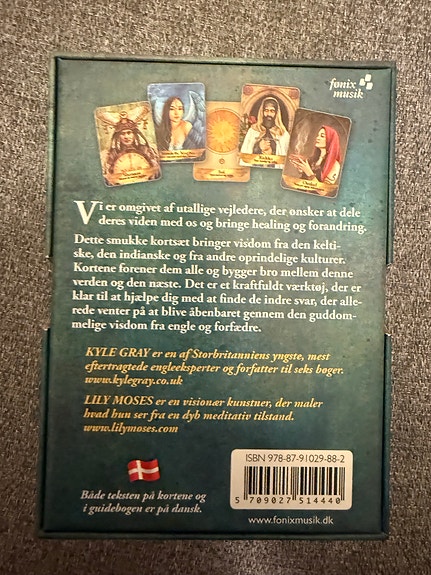 fønix
musik
Vi er omgivet af utallige vejledere, der ønsker at dele
deres viden med os og bringe healing og forandring.
Dette smukke kortsæt bringer visdom fra den kelti-
ske, den indianske og fra andre oprindelige kulturer.
Kortene forener dem alle og bygger bro mellem denne
verden og den næste. Det er et kraftfuldt værktøj, der er
klar til at hjælpe dig med at finde de indre svar, der alle-
rede venter på at blive åbenbaret gennem den guddom-
melige visdom fra engle og forfædre.
KYLE GRAY er en af Storbritanniens yngste, mest
eftertragtede engleeksperter og forfatter til seks bøger.
www.kylegray.co.uk
LILY MOSES er en visionær kunstner, der maler
hvad hun ser fra en dyb meditativ tilstand.
www.lilymoses.com
Både teksten på kortene og
i guidebogen er på dansk.
ISBN 978-87-91029-88-2
5 709027 514440
www.fonixmusik.dk